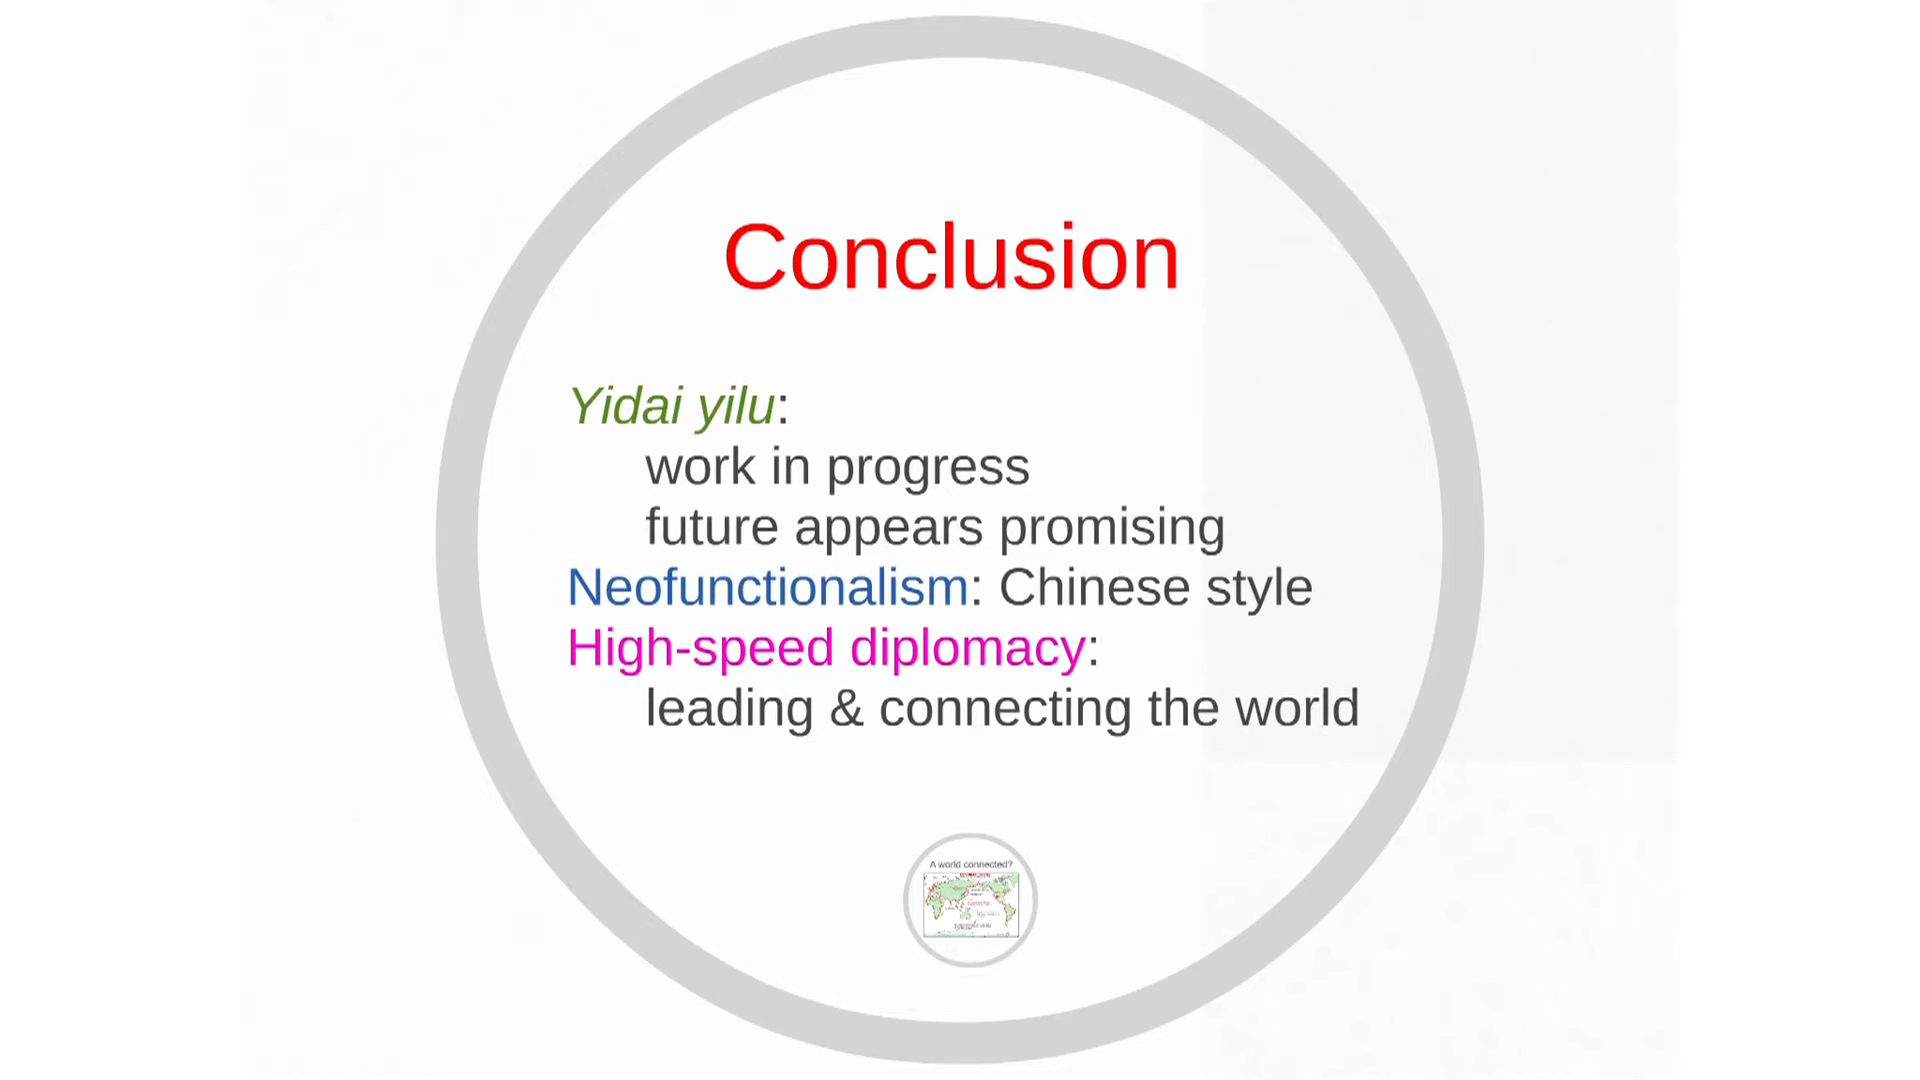 Conclusion
Yidai yilu:
work in progress
future appears promising
Neofunctionalism: Chinese style
High-speed diplomacy:
leading & connecting the world
A world connected?